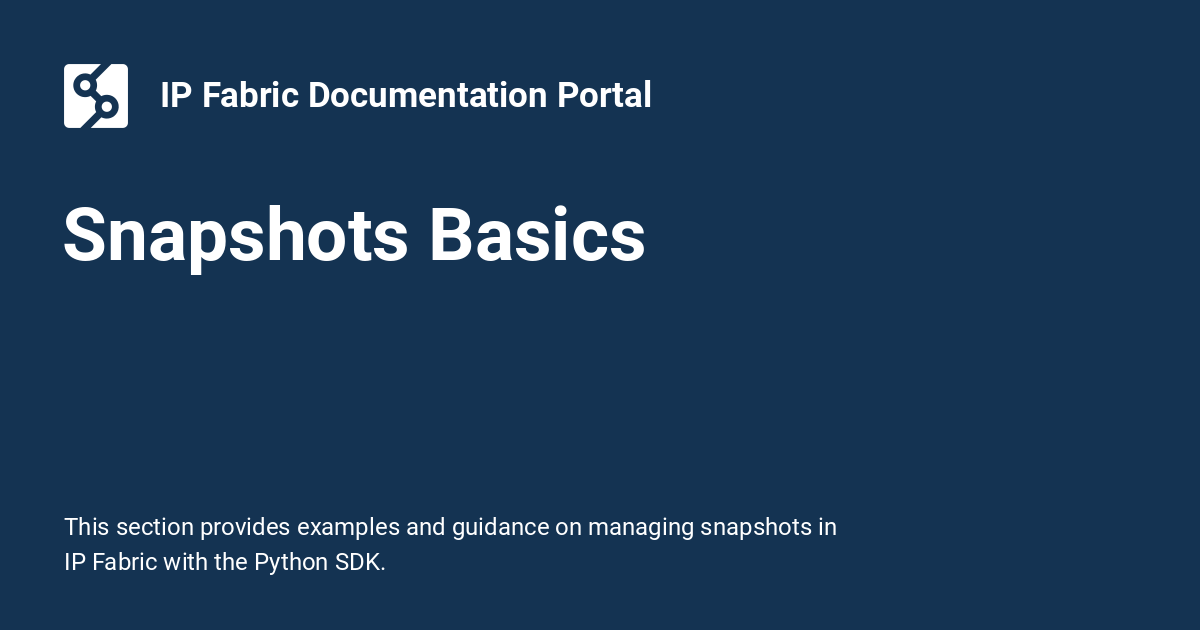 IP Fabric Documentation Portal
Snapshots Basics
This section provides examples and guidance on managing snapshots in
IP Fabric with the Python SDK.